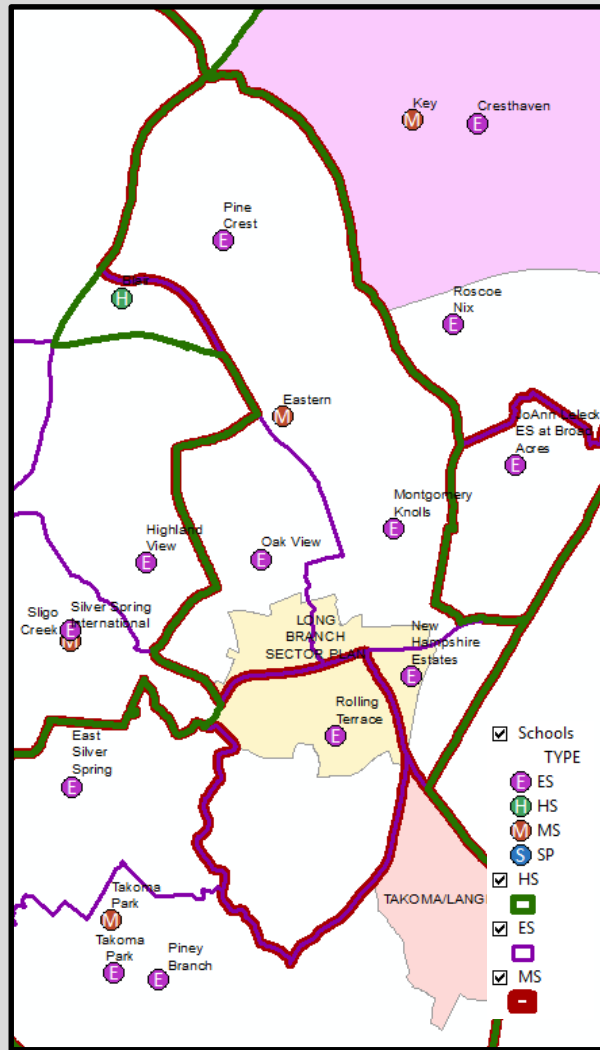 Key
M
Cresthaven
E
Pine
Crest
E
Blair
H
Roscoe
Nix
E
Eastern
M
JoAnn Leleck
ES at Broad
Acres
E
Montgomery
Knolls
E
Highland
View
E
Oak View
E
Sligo
Creek
Silver Spring
International
E
M
LONG
BRANCH
SECTOR PLAN
New
Hampshire
Estates
E
Rolling
Terrace
E
East
Silver
Spring
E
Takoma
Park
M
Takoma
Park
E
Piney
Branch
E
TAKOMA/LANG
Schools
TYPE
E ES
H HS
M MS
S SP
HS
ES
MS